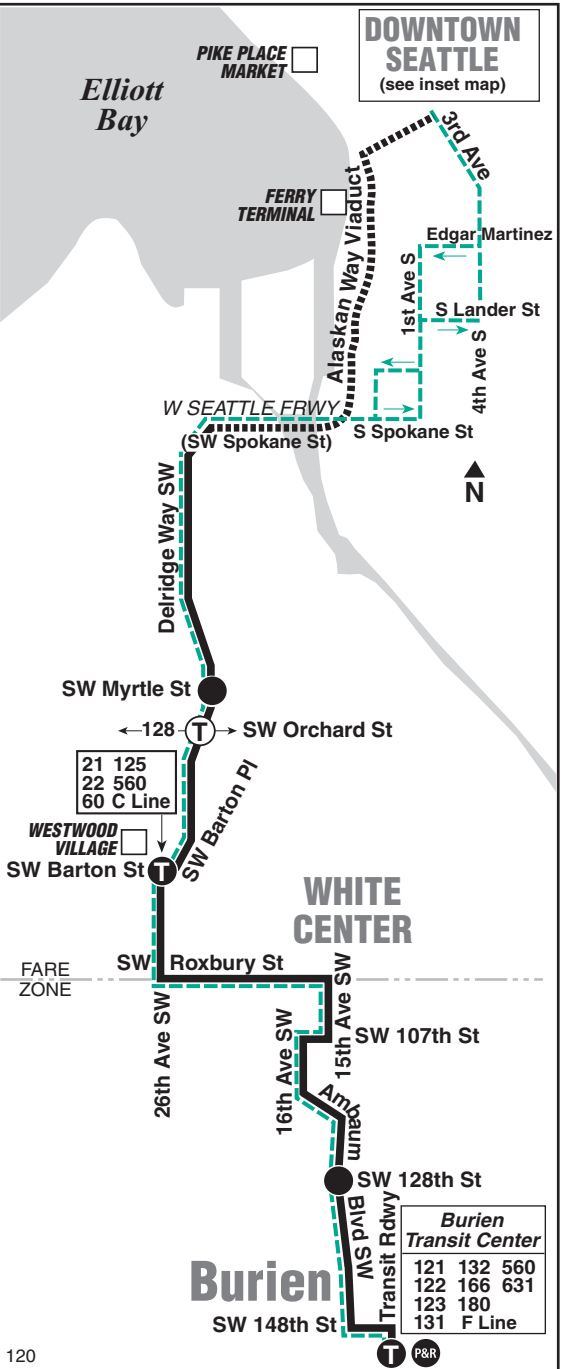 DOWNTOWN
SEATTLE
(see inset map)
PIKE PLACE
MARKET
Elliott
Bay
3rd Ave
FERRY
TERMINAL
Alaskan Way Viaduct
Edgar Martinez
1st Ave S
S Lander St
4th Ave S
W SEATTLE FRWY
(SW Spokane St)
S Spokane St
N
Delridge Way SW
SW Myrtle St
128
T
SW Orchard St
21 125
22 560
60 C Line
SW Barton Pl
WESTWOOD
VILLAGE
SW Barton St
T
WHITE
CENTER
SW Roxbury St
FARE
ZONE
26th Ave SW
15th Ave SW
16th Ave SW
SW 107th St
Ambaum
Blvd SW
SW 128th St
Transit Rdwy
Burien
Transit Center
121 132 560
122 166 631
123 180
131 F Line
Burien
SW 148th St
T
P&R
120